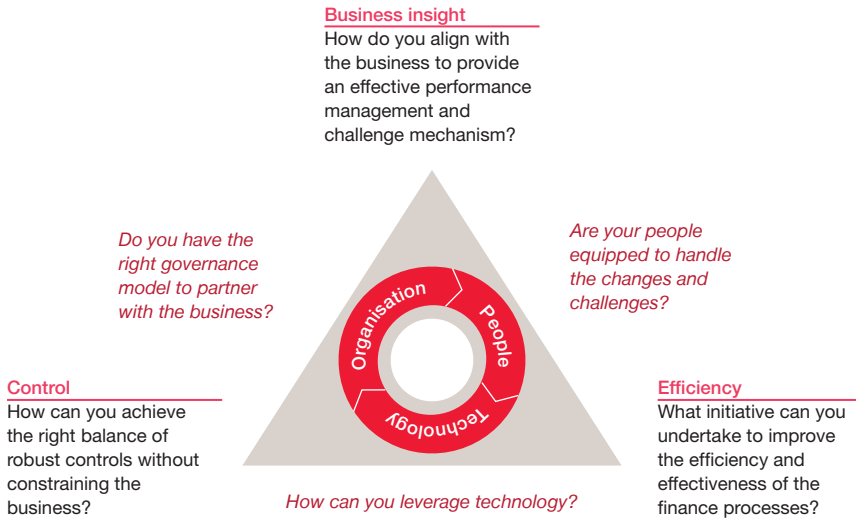 Business insight
How do you align with
the business to provide
an effective performance
management and
challenge mechanism?
Do you have the
right governance
model to partner
with the business?
Are your people
equipped to handle
the changes and
challenges?
Organisation
People
Technology
Control
How can you achieve
the right balance of
robust controls without
constraining the
business?
Efficiency
What initiative can you
undertake to improve
the efficiency and
effectiveness of the
finance processes?
How can you leverage technology?